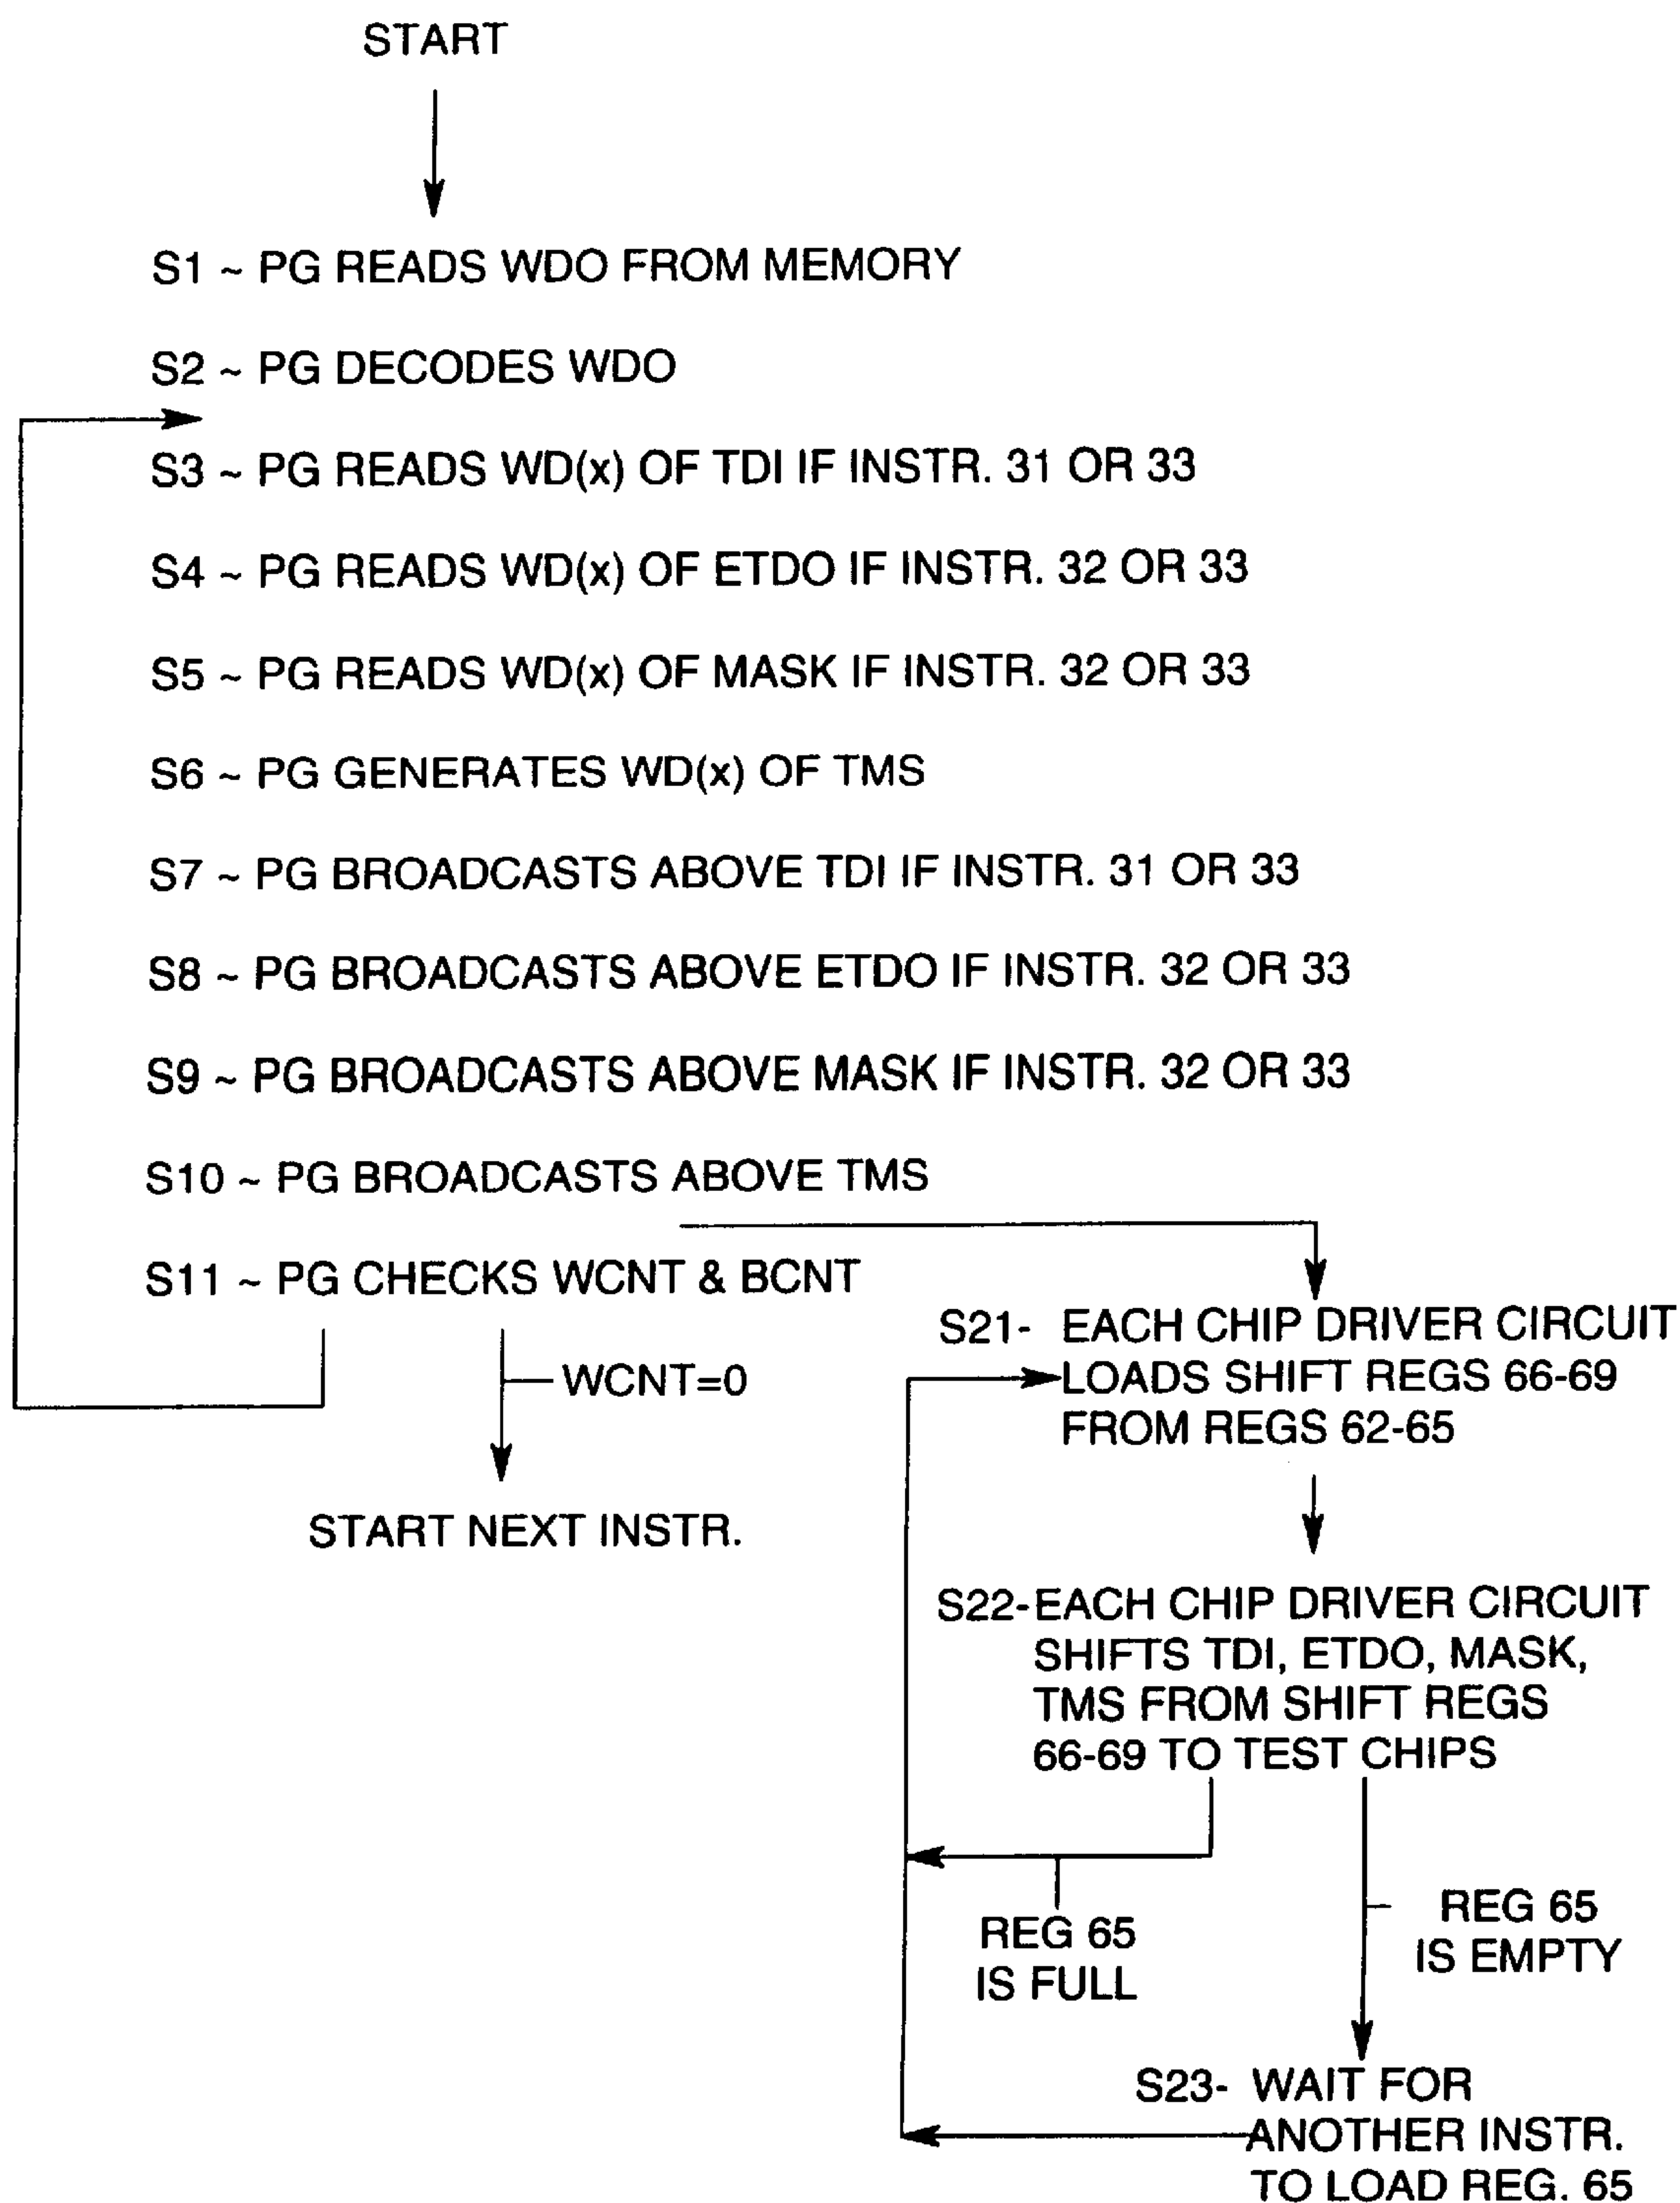 START
S1 ~ PG READS WDO FROM MEMORY
S2 ~ PG DECODES WDO
S3 ~ PG READS WD(x) OF TDI IF INSTR. 31 OR 33
S4 ~ PG READS WD(x) OF ETDO IF INSTR. 32 OR 33
S5 ~ PG READS WD(x) OF MASK IF INSTR. 32 OR 33
S6 ~ PG GENERATES WD(x) OF TMS
S7 ~ PG BROADCASTS ABOVE TDI IF INSTR. 31 OR 33
S8 ~ PG BROADCASTS ABOVE ETDO IF INSTR. 32 OR 33
S9 ~ PG BROADCASTS ABOVE MASK IF INSTR. 32 OR 33
S10 ~ PG BROADCASTS ABOVE TMS
S11 ~ PG CHECKS WCNT & BCNT
WCNT=0
START NEXT INSTR.
S21- EACH CHIP DRIVER CIRCUIT
LOADS SHIFT REGS 66-69
FROM REGS 62-65
S22- EACH CHIP DRIVER CIRCUIT
SHIFTS TDI, ETDO, MASK,
TMS FROM SHIFT REGS
66-69 TO TEST CHIPS
REG 65
IS FULL
REG 65
IS EMPTY
S23- WAIT FOR
ANOTHER INSTR.
TO LOAD REG. 65